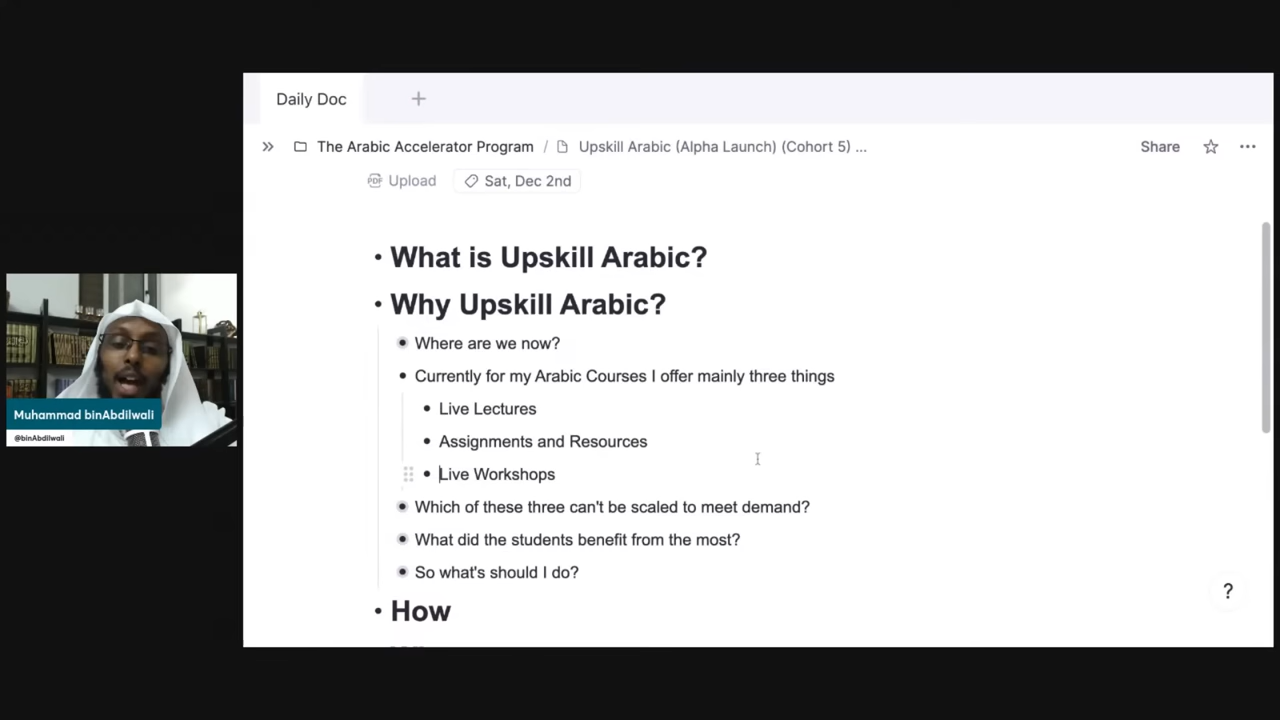 Daily Doc
The Arabic Accelerator Program / Upskill Arabic (Alpha Launch) (Cohort 5) ...
Share
PDF Upload
Sat, Dec 2nd
• What is Upskill Arabic?
• Why Upskill Arabic?
• Where are we now?
• Currently for my Arabic Courses I offer mainly three things
• Live Lectures
• Assignments and Resources
• Live Workshops
• Which of these three can't be scaled to meet demand?
• What did the students benefit from the most?
• So what's should I do?
• How
?
Muhammad binAbdilwali
@binAbdilwali